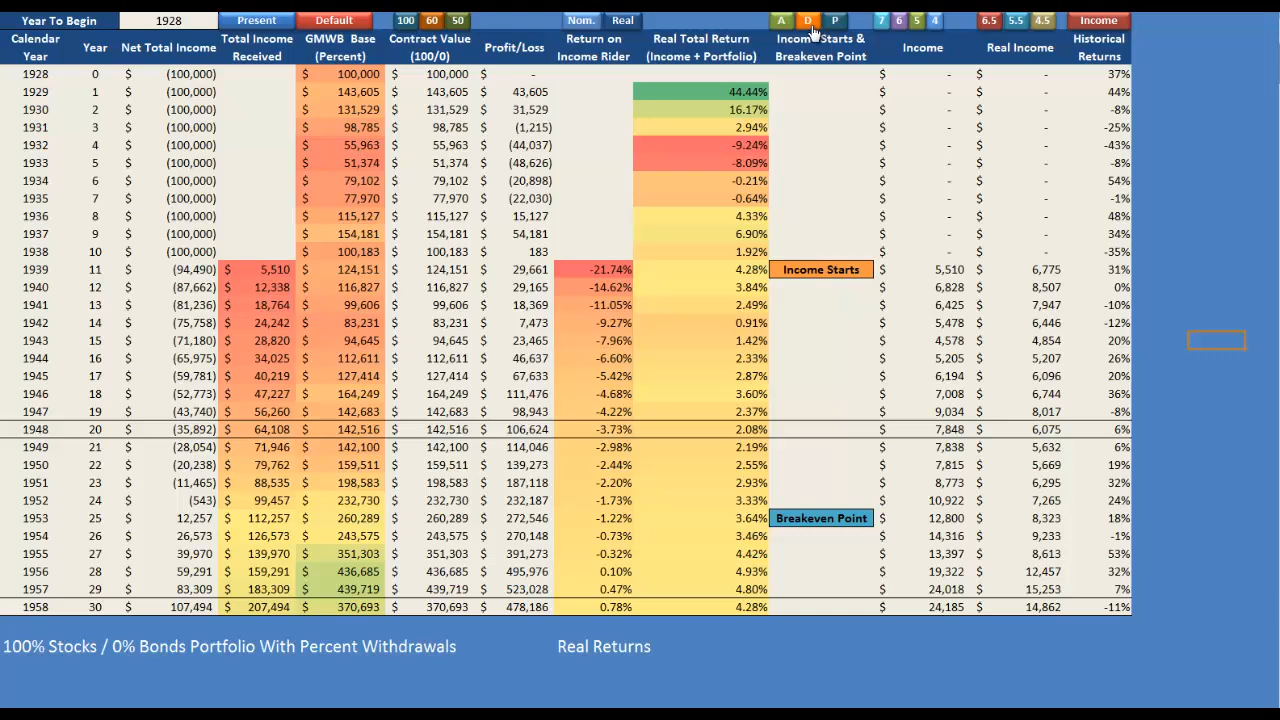 Year To Begin 1928 Present Default 100 60 50 Nom. Real A D P 7 6 5 4 6.5 5.5 4.5 Income
Calendar Year Year Net Total Income Total Income Received GMWB Base (Percent) Contract Value (100/0) Profit/Loss Return on Income Rider Real Total Return (Income + Portfolio) Income Starts & Breakeven Point Income Real Income Historical Returns
1928 0 $ (100,000) $ 100,000 $ 100,000 $ - $ - $ - 37%
1929 1 $ (100,000) $ 143,605 $ 143,605 $ 43,605 44.44% $ - $ - 44%
1930 2 $ (100,000) $ 131,529 $ 131,529 $ 31,529 16.17% $ - $ - -8%
1931 3 $ (100,000) $ 98,785 $ 98,785 $ (1,215) 2.94% $ - $ - -25%
1932 4 $ (100,000) $ 55,963 $ 55,963 $ (44,037) -9.24% $ - $ - -43%
1933 5 $ (100,000) $ 51,374 $ 51,374 $ (48,626) -8.09% $ - $ - -8%
1934 6 $ (100,000) $ 79,102 $ 79,102 $ (20,898) -0.21% $ - $ - 54%
1935 7 $ (100,000) $ 77,970 $ 77,970 $ (22,030) -0.64% $ - $ - -1%
1936 8 $ (100,000) $ 115,127 $ 115,127 $ 15,127 4.33% $ - $ - 48%
1937 9 $ (100,000) $ 154,181 $ 154,181 $ 54,181 6.90% $ - $ - 34%
1938 10 $ (100,000) $ 100,183 $ 100,183 $ 183 1.92% $ - $ - -35%
1939 11 $ (94,490) $ 5,510 $ 124,151 $ 124,151 $ 29,661 -21.74% 4.28% Income Starts $ 5,510 $ 6,775 31%
1940 12 $ (87,662) $ 12,338 $ 116,827 $ 116,827 $ 29,165 -14.62% 3.84% $ 6,828 $ 8,507 0%
1941 13 $ (81,236) $ 18,764 $ 99,606 $ 99,606 $ 18,369 -11.05% 2.49% $ 6,425 $ 7,947 -10%
1942 14 $ (75,758) $ 24,242 $ 83,231 $ 83,231 $ 7,473 -9.27% 0.91% $ 5,478 $ 6,446 -12%
1943 15 $ (71,180) $ 28,820 $ 94,645 $ 94,645 $ 23,465 -7.96% 1.42% $ 4,578 $ 4,854 20%
1944 16 $ (65,975) $ 34,025 $ 112,611 $ 112,611 $ 46,637 -6.60% 2.33% $ 5,205 $ 5,207 26%
1945 17 $ (59,781) $ 40,219 $ 127,414 $ 127,414 $ 67,633 -5.42% 2.87% $ 6,194 $ 6,096 20%
1946 18 $ (52,773) $ 47,227 $ 164,249 $ 164,249 $ 111,476 -4.68% 3.60% $ 7,008 $ 6,744 36%
1947 19 $ (43,740) $ 56,260 $ 142,683 $ 142,683 $ 98,943 -4.22% 2.37% $ 9,034 $ 8,017 -8%
1948 20 $ (35,892) $ 64,108 $ 142,516 $ 142,516 $ 106,624 -3.73% 2.08% $ 7,848 $ 6,075 6%
1949 21 $ (28,054) $ 71,946 $ 142,100 $ 142,100 $ 114,046 -2.98% 2.19% $ 7,838 $ 5,632 6%
1950 22 $ (20,238) $ 79,762 $ 159,511 $ 159,511 $ 139,273 -2.44% 2.55% $ 7,815 $ 5,669 19%
1951 23 $ (11,465) $ 88,535 $ 198,583 $ 198,583 $ 187,118 -2.20% 2.93% $ 8,773 $ 6,295 32%
1952 24 $ (543) $ 99,457 $ 232,730 $ 232,730 $ 232,187 -1.73% 3.33% $ 10,922 $ 7,265 24%
1953 25 $ 12,257 $ 112,257 $ 260,289 $ 260,289 $ 272,546 -1.22% 3.64% Breakeven Point $ 12,800 $ 8,323 18%
1954 26 $ 26,573 $ 126,573 $ 243,575 $ 243,575 $ 270,148 -0.73% 3.46% $ 14,316 $ 9,233 -1%
1955 27 $ 39,970 $ 139,970 $ 351,303 $ 351,303 $ 391,273 -0.32% 4.42% $ 13,397 $ 8,613 53%
1956 28 $ 59,291 $ 159,291 $ 436,685 $ 436,685 $ 495,976 0.10% 4.93% $ 19,322 $ 12,457 32%
1957 29 $ 83,309 $ 183,309 $ 439,719 $ 439,719 $ 523,028 0.47% 4.80% $ 24,018 $ 15,253 7%
1958 30 $ 107,494 $ 207,494 $ 370,693 $ 370,693 $ 478,186 0.78% 4.28% $ 24,185 $ 14,862 -11%
100% Stocks / 0% Bonds Portfolio With Percent Withdrawals Real Returns